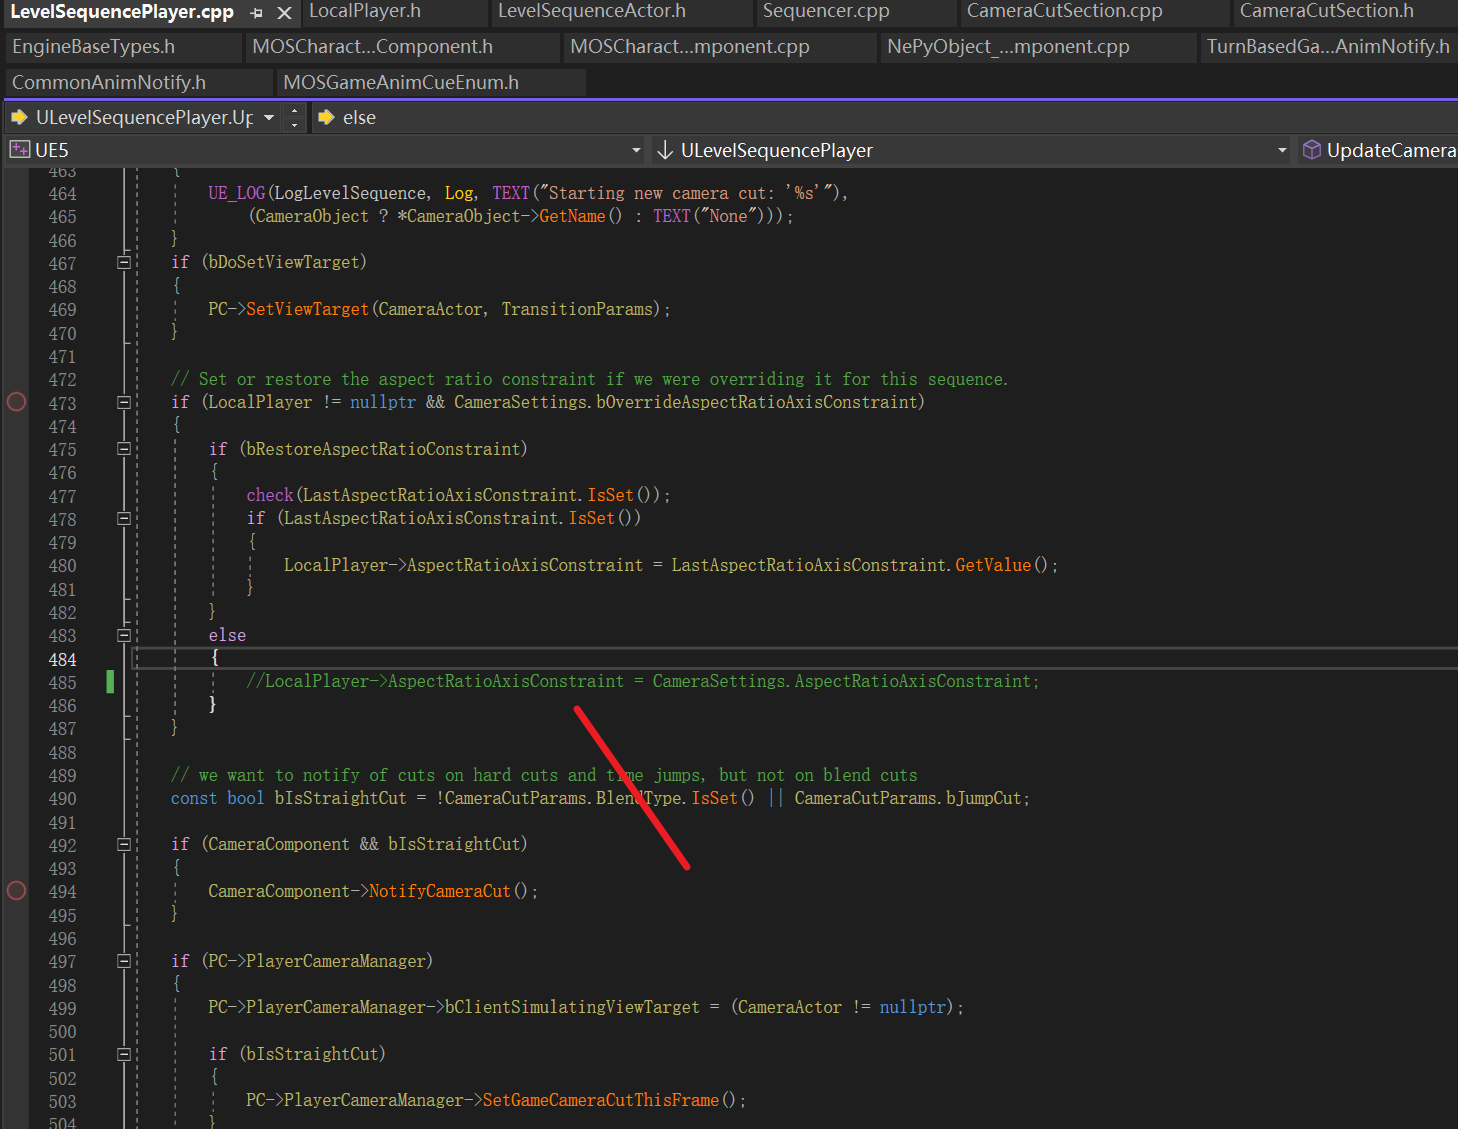 LevelSequencePlayer.cpp LocalPlayer.h LevelSequenceActor.h Sequencer.cpp CameraCutSection.cpp CameraCutSection.h
EngineBaseTypes.h MOSCharact...Component.h MOSCharact...mponent.cpp NePyObject_...mponent.cpp TurnBasedGa...AnimNotify.h
CommonAnimNotify.h MOSGameAnimCueEnum.h
ULevelSequencePlayer.Up else
UE5 ULevelSequencePlayer UpdateCamera
463 {
464 UE_LOG(LogLevelSequence, Log, TEXT("Starting new camera cut: '%s'"),
465 (CameraObject ? *CameraObject->GetName() : TEXT("None")));
466 }
467 if (bDoSetViewTarget)
468 {
469 PC->SetViewTarget(CameraActor, TransitionParams);
470 }
471
472 // Set or restore the aspect ratio constraint if we were overriding it for this sequence.
473 if (LocalPlayer != nullptr && CameraSettings.bOverrideAspectRatioAxisConstraint)
474 {
475 if (bRestoreAspectRatioConstraint)
476 {
477 check(LastAspectRatioAxisConstraint.IsSet());
478 if (LastAspectRatioAxisConstraint.IsSet())
479 {
480 LocalPlayer->AspectRatioAxisConstraint = LastAspectRatioAxisConstraint.GetValue();
481 }
482 }
483 else
484 {
485 //LocalPlayer->AspectRatioAxisConstraint = CameraSettings.AspectRatioAxisConstraint;
486 }
487 }
488
489 // we want to notify of cuts on hard cuts and time jumps, but not on blend cuts
490 const bool bIsStraightCut = !CameraCutParams.BlendType.IsSet() || CameraCutParams.bJumpCut;
491
492 if (CameraComponent && bIsStraightCut)
493 {
494 CameraComponent->NotifyCameraCut();
495 }
496
497 if (PC->PlayerCameraManager)
498 {
499 PC->PlayerCameraManager->bClientSimulatingViewTarget = (CameraActor != nullptr);
500
501 if (bIsStraightCut)
502 {
503 PC->PlayerCameraManager->SetGameCameraCutThisFrame();
504 }